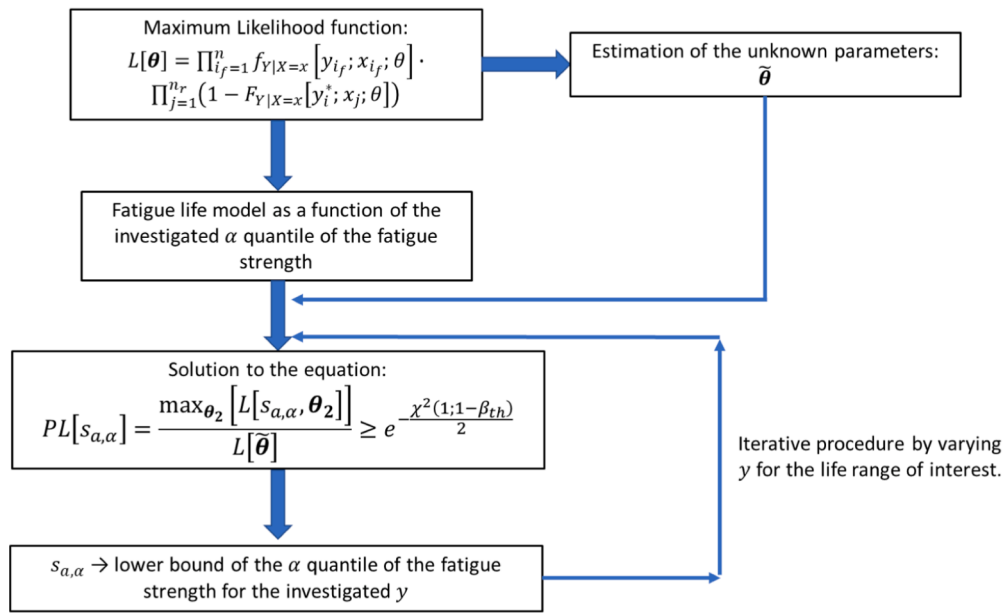 Maximum Likelihood function:
L[θ] = ∏_{i_f=1}^{n} f_{Y|X=x}[y_{i_f}; x_{i_f}; θ] ·
∏_{j=1}^{n_r}(1 − F_{Y|X=x}[y_i^*; x_j; θ])
Estimation of the unknown parameters:
θ̃
Fatigue life model as a function of the
investigated α quantile of the fatigue
strength
Solution to the equation:
PL[s_{a,α}] = max_{θ_2}[L[s_{a,α}, θ_2]] / L[θ̃] ≥ e^{−χ²(1;1−β_{th})/2}
Iterative procedure by varying
y for the life range of interest.
s_{a,α} → lower bound of the α quantile of the fatigue
strength for the investigated y